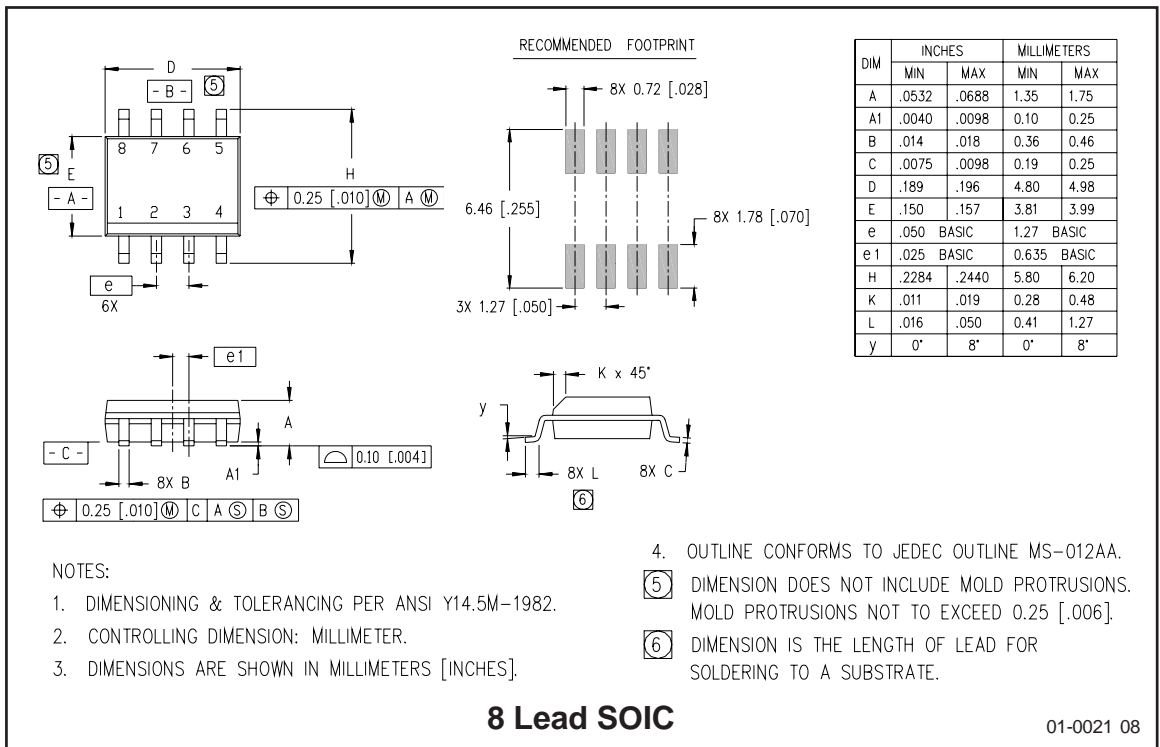 D
- B -
5
8 7 6 5
5
E
- A -
H
⌖ 0.25 [.010] Ⓜ A Ⓜ
1 2 3 4
e
6X
RECOMMENDED FOOTPRINT
8X 0.72 [.028]
6.46 [.255]
8X 1.78 [.070]
3X 1.27 [.050]
DIM INCHES MILLIMETERS
MIN MAX MIN MAX
A .0532 .0688 1.35 1.75
A1 .0040 .0098 0.10 0.25
B .014 .018 0.36 0.46
C .0075 .0098 0.19 0.25
D .189 .196 4.80 4.98
E .150 .157 3.81 3.99
e .050 BASIC 1.27 BASIC
e1 .025 BASIC 0.635 BASIC
H .2284 .2440 5.80 6.20
K .011 .019 0.28 0.48
L .016 .050 0.41 1.27
y 0° 8° 0° 8°
e1
A
- C -
A1
0.10 [.004]
8X B
⌖ 0.25 [.010] Ⓜ C A Ⓢ B Ⓢ
K x 45°
y
8X L
8X C
6
NOTES:
1. DIMENSIONING & TOLERANCING PER ANSI Y14.5M-1982.
2. CONTROLLING DIMENSION: MILLIMETER.
3. DIMENSIONS ARE SHOWN IN MILLIMETERS [INCHES].
4. OUTLINE CONFORMS TO JEDEC OUTLINE MS-012AA.
5 DIMENSION DOES NOT INCLUDE MOLD PROTRUSIONS.
MOLD PROTRUSIONS NOT TO EXCEED 0.25 [.006].
6 DIMENSION IS THE LENGTH OF LEAD FOR
SOLDERING TO A SUBSTRATE.
8 Lead SOIC
01-0021 08